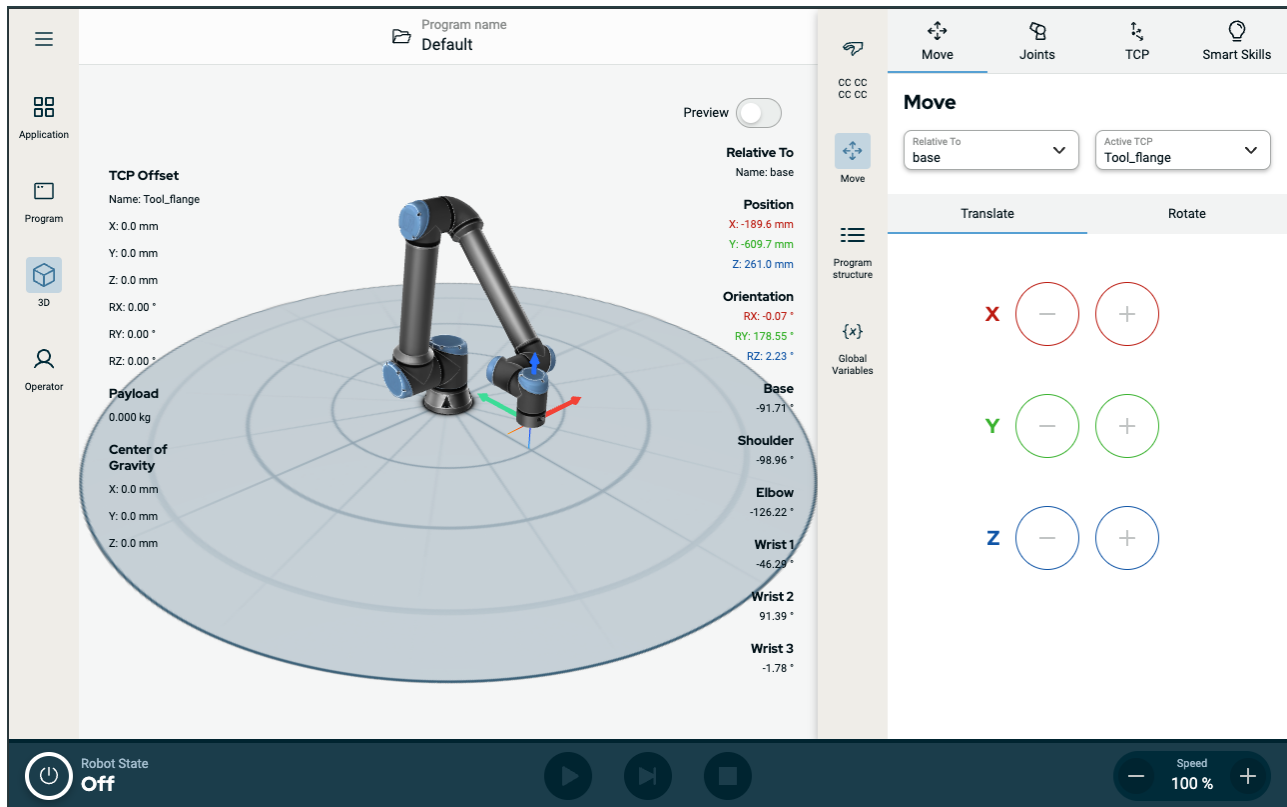 Program name
Default
Application
Program
3D
Operator
Preview
TCP Offset
Name: Tool_flange
X: 0.0 mm
Y: 0.0 mm
Z: 0.0 mm
RX: 0.00 °
RY: 0.00 °
RZ: 0.00 °
Payload
0.000 kg
Center of
Gravity
X: 0.0 mm
Y: 0.0 mm
Z: 0.0 mm
Relative To
Name: base
Position
X: -189.6 mm
Y: -609.7 mm
Z: 261.0 mm
Orientation
RX: -0.07 °
RY: 178.55 °
RZ: 2.23 °
Base
-91.71 °
Shoulder
-98.96 °
Elbow
-126.22 °
Wrist 1
-46.29 °
Wrist 2
91.39 °
Wrist 3
-1.78 °
CC CC
CC CC
Move
Program
structure
{x}
Global
Variables
Move
Joints
TCP
Smart Skills
Move
Relative To
base
Active TCP
Tool_flange
Translate
Rotate
X
Y
Z
Robot State
Off
Speed
100 %